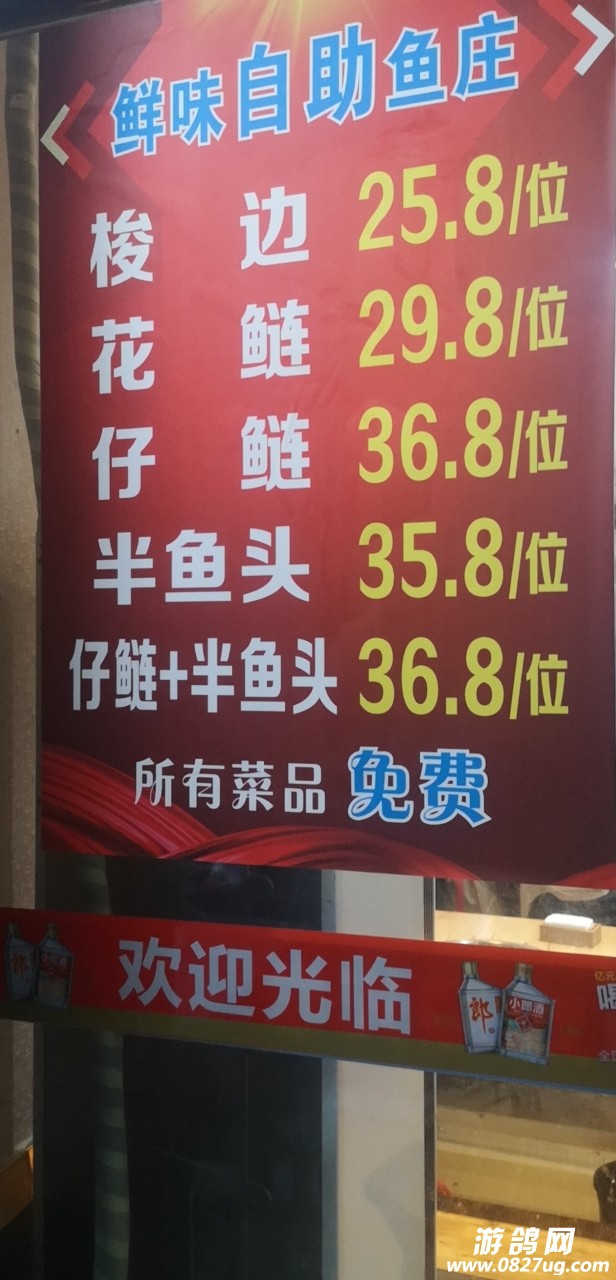 鲜味自助鱼庄
梭边 25.8/位
花鲢 29.8/位
仔鲢 36.8/位
半鱼头 35.8/位
仔鲢+半鱼头 36.8/位
所有菜品 免费
欢迎光临
郎
小郎酒
亿元
游鸽网
www.0827ug.com